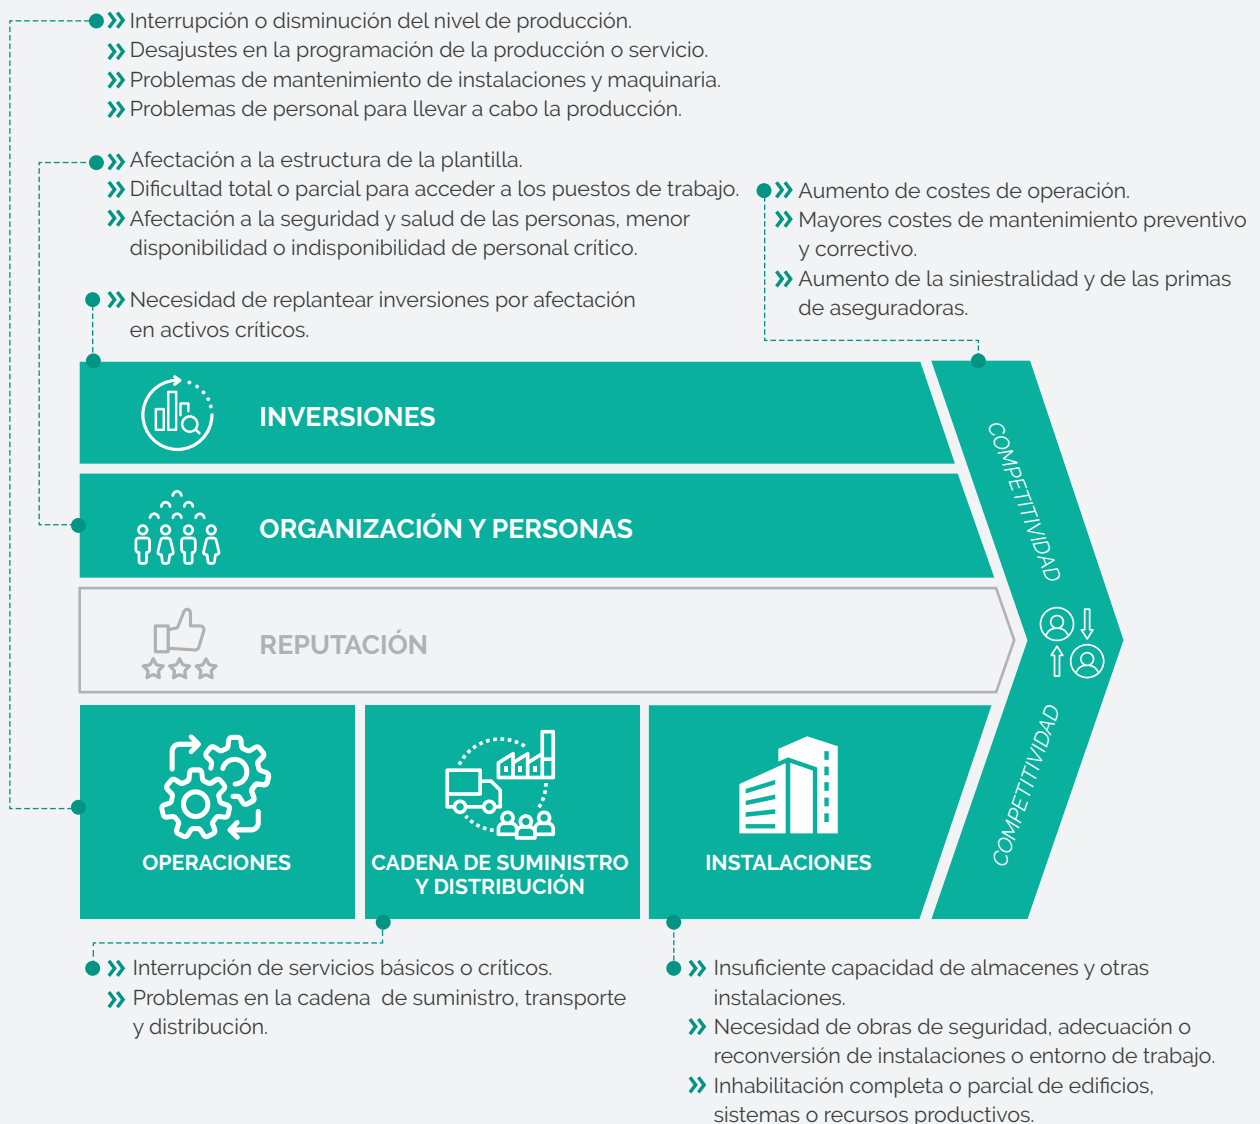 Interrupción o disminución del nivel de producción.
Desajustes en la programación de la producción o servicio.
Problemas de mantenimiento de instalaciones y maquinaria.
Problemas de personal para llevar a cabo la producción.
Afectación a la estructura de la plantilla.
Dificultad total o parcial para acceder a los puestos de trabajo.
Afectación a la seguridad y salud de las personas, menor
disponibilidad o indisponibilidad de personal crítico.
Aumento de costes de operación.
Mayores costes de mantenimiento preventivo
y correctivo.
Aumento de la siniestralidad y de las primas
de aseguradoras.
Necesidad de replantear inversiones por afectación
en activos críticos.
INVERSIONES
ORGANIZACIÓN Y PERSONAS
REPUTACIÓN
COMPETITIVIDAD
COMPETITIVIDAD
OPERACIONES
CADENA DE SUMINISTRO
Y DISTRIBUCIÓN
INSTALACIONES
Interrupción de servicios básicos o críticos.
Problemas en la cadena de suministro, transporte
y distribución.
Insuficiente capacidad de almacenes y otras
instalaciones.
Necesidad de obras de seguridad, adecuación o
reconversión de instalaciones o entorno de trabajo.
Inhabilitación completa o parcial de edificios,
sistemas o recursos productivos.